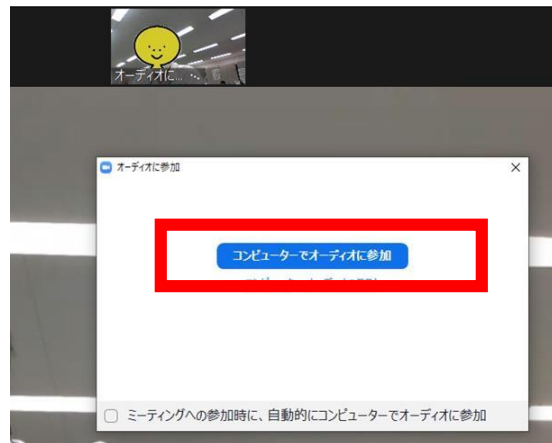 オーディオに...
オーディオに参加
コンピューターでオーディオに参加
ミーティングへの参加時に、自動的にコンピューターでオーディオに参加